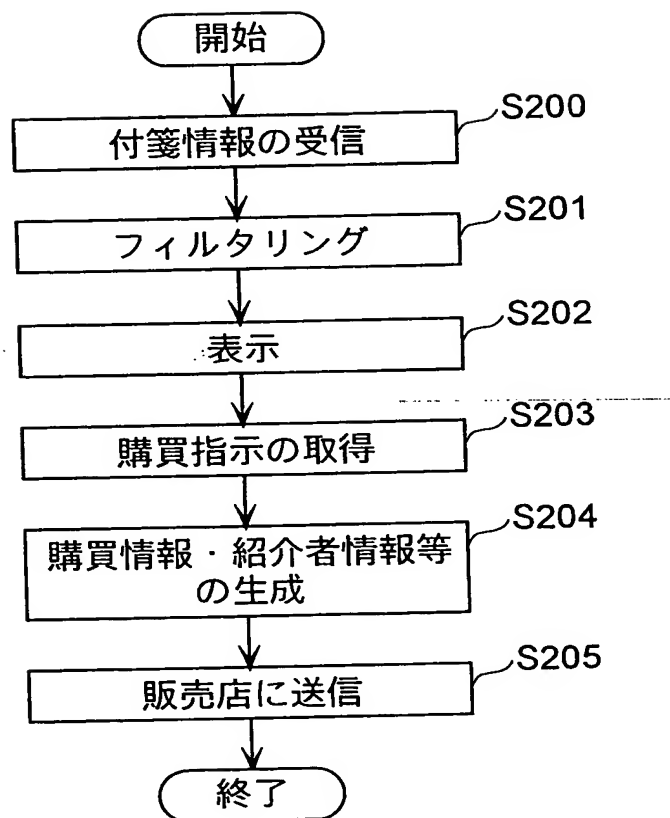 開始
付箋情報の受信
S200
フィルタリング
S201
表示
S202
購買指示の取得
S203
購買情報・紹介者情報等
の生成
S204
販売店に送信
S205
終了